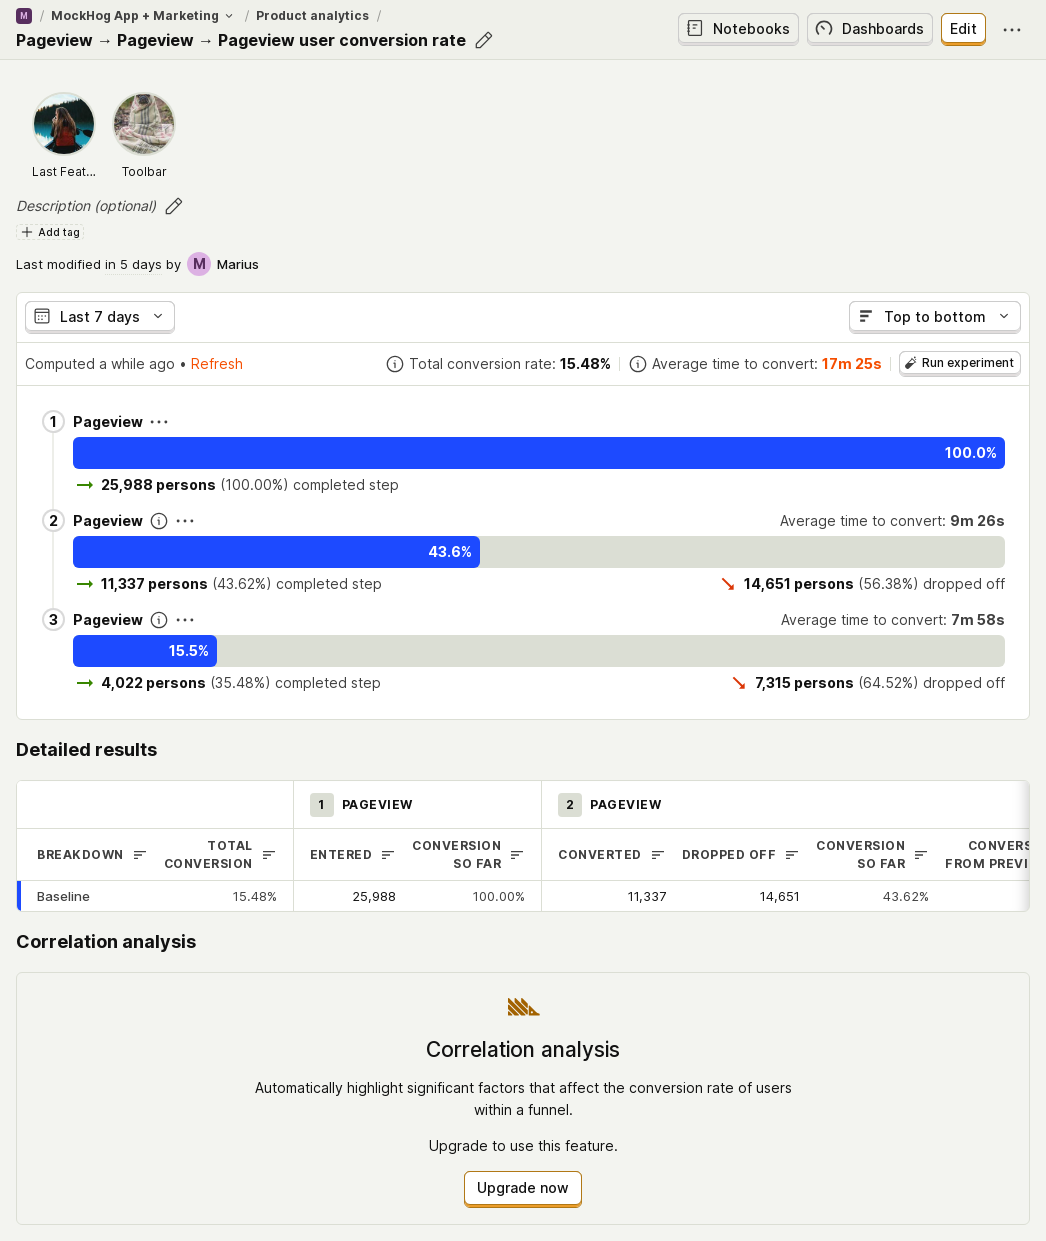 M / MockHog App + Marketing / Product analytics /
Pageview → Pageview → Pageview user conversion rate
Notebooks
Dashboards
Edit
Last Feat...
Toolbar
Description (optional)
Add tag
Last modified in 5 days by M Marius
Last 7 days
Top to bottom
Computed a while ago • Refresh
Total conversion rate: 15.48%
Average time to convert: 17m 25s
Run experiment
1 Pageview
100.0%
25,988 persons (100.00%) completed step
2 Pageview
Average time to convert: 9m 26s
43.6%
11,337 persons (43.62%) completed step
14,651 persons (56.38%) dropped off
3 Pageview
Average time to convert: 7m 58s
15.5%
4,022 persons (35.48%) completed step
7,315 persons (64.52%) dropped off
Detailed results
1 PAGEVIEW
2 PAGEVIEW
BREAKDOWN
TOTAL
CONVERSION
ENTERED
CONVERSION
SO FAR
CONVERTED
DROPPED OFF
CONVERSION
SO FAR
CONVERS
FROM PREVI
Baseline
15.48%
25,988
100.00%
11,337
14,651
43.62%
Correlation analysis
Correlation analysis
Automatically highlight significant factors that affect the conversion rate of users
within a funnel.
Upgrade to use this feature.
Upgrade now